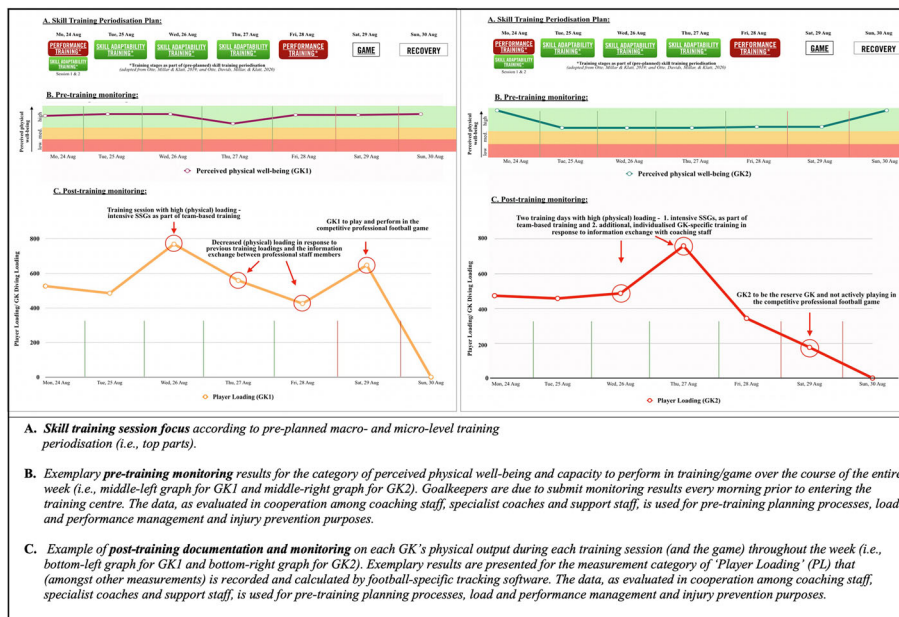 A. Skill Training Periodisation Plan:
Mo, 24 Aug
Tue, 25 Aug
Wed, 26 Aug
Thu, 27 Aug
Fri, 28 Aug
Sat, 29 Aug
Sun, 30 Aug
PERFORMANCE TRAINING*
SKILL ADAPTABILITY TRAINING*
SKILL ADAPTABILITY TRAINING*
SKILL ADAPTABILITY TRAINING*
SKILL ADAPTABILITY TRAINING*
PERFORMANCE TRAINING*
GAME
RECOVERY
Session 1 & 2
*Training stages as part of (pre-planned) skill training periodisation
(adopted from Otte, Millar & Klatt, 2019; and Otte, Davids, Millar & Klatt, 2020)
B. Pre-training monitoring:
Perceived physical
well-being
low
med.
high
Mo, 24 Aug
Tue, 25 Aug
Wed, 26 Aug
Thu, 27 Aug
Fri, 28 Aug
Sat, 29 Aug
Sun, 30 Aug
Perceived physical well-being (GK1)
C. Post-training monitoring:
Training session with high (physical) loading -
intensive SSGs as part of team-based training
Decreased (physical) loading in response to
previous training loadings and the information
exchange between professional staff members
GK1 to play and perform in the
competitive professional football game
Player Loading/ GK Diving Loading
800
600
400
200
0
Mon, 24 Aug
Tue, 25 Aug
Wed, 26 Aug
Thu, 27 Aug
Fri, 28 Aug
Sat, 29 Aug
Sun, 30 Aug
Player Loading (GK1)
A. Skill Training Periodisation Plan:
Mo, 24 Aug
Tue, 25 Aug
Wed, 26 Aug
Thu, 27 Aug
Fri, 28 Aug
Sat, 29 Aug
Sun, 30 Aug
PERFORMANCE TRAINING*
SKILL ADAPTABILITY TRAINING*
SKILL ADAPTABILITY TRAINING*
SKILL ADAPTABILITY TRAINING*
SKILL ADAPTABILITY TRAINING*
PERFORMANCE TRAINING*
GAME
RECOVERY
Session 1 & 2
*Training stages as part of (pre-planned) skill training periodisation
(adopted from Otte, Millar & Klatt, 2019; and Otte, Davids, Millar & Klatt, 2020)
B. Pre-training monitoring:
Perceived physical
well-being
low
med.
high
Mo, 24 Aug
Tue, 25 Aug
Wed, 26 Aug
Thu, 27 Aug
Fri, 28 Aug
Sat, 29 Aug
Sun, 30 Aug
Perceived physical well-being (GK2)
C. Post-training monitoring:
Two training days with high (physical) loading - 1. intensive SSGs, as part of
team-based training and 2. additional, individualised GK-specific training in
response to information exchange with coaching staff
GK2 to be the reserve GK and not actively playing in
the competitive professional football game
Player Loading/ GK Diving Loading
800
600
400
200
0
Mon, 24 Aug
Tue, 25 Aug
Wed, 26 Aug
Thu, 27 Aug
Fri, 28 Aug
Sat, 29 Aug
Sun, 30 Aug
Player Loading (GK2)
A. Skill training session focus according to pre-planned macro- and micro-level training
periodisation (i.e., top parts).
B. Exemplary pre-training monitoring results for the category of perceived physical well-being and capacity to perform in training/game over the course of the entire
week (i.e., middle-left graph for GK1 and middle-right graph for GK2). Goalkeepers are due to submit monitoring results every morning prior to entering the
training centre. The data, as evaluated in cooperation among coaching staff, specialist coaches and support staff, is used for pre-training planning processes, load
and performance management and injury prevention purposes.
C. Example of post-training documentation and monitoring on each GK's physical output during each training session (and the game) throughout the week (i.e.,
bottom-left graph for GK1 and bottom-right graph for GK2). Exemplary results are presented for the measurement category of 'Player Loading' (PL) that
(amongst other measurements) is recorded and calculated by football-specific tracking software. The data, as evaluated in cooperation among coaching staff,
specialist coaches and support staff, is used for pre-training planning processes, load and performance management and injury prevention purposes.